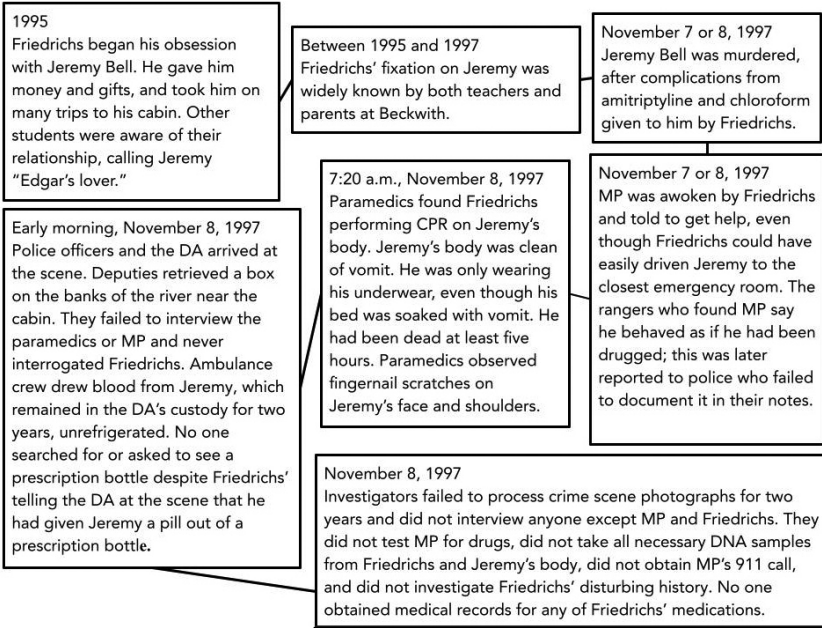 1995
Friedrichs began his obsession
with Jeremy Bell. He gave him
money and gifts, and took him on
many trips to his cabin. Other
students were aware of their
relationship, calling Jeremy
“Edgar’s lover.”
Between 1995 and 1997
Friedrichs’ fixation on Jeremy was
widely known by both teachers and
parents at Beckwith.
November 7 or 8, 1997
Jeremy Bell was murdered,
after complications from
amitriptyline and chloroform
given to him by Friedrichs.
November 7 or 8, 1997
MP was awoken by Friedrichs
and told to get help, even
though Friedrichs could have
easily driven Jeremy to the
closest emergency room. The
rangers who found MP say
he behaved as if he had been
drugged; this was later
reported to police who failed
to document it in their notes.
7:20 a.m., November 8, 1997
Paramedics found Friedrichs
performing CPR on Jeremy’s
body. Jeremy’s body was clean
of vomit. He was only wearing
his underwear, even though his
bed was soaked with vomit. He
had been dead at least five
hours. Paramedics observed
fingernail scratches on
Jeremy’s face and shoulders.
Early morning, November 8, 1997
Police officers and the DA arrived at
the scene. Deputies retrieved a box
on the banks of the river near the
cabin. They failed to interview the
paramedics or MP and never
interrogated Friedrichs. Ambulance
crew drew blood from Jeremy, which
remained in the DA’s custody for two
years, unrefrigerated. No one
searched for or asked to see a
prescription bottle despite Friedrichs’
telling the DA at the scene that he
had given Jeremy a pill out of a
prescription bottle.
November 8, 1997
Investigators failed to process crime scene photographs for two
years and did not interview anyone except MP and Friedrichs. They
did not test MP for drugs, did not take all necessary DNA samples
from Friedrichs and Jeremy’s body, did not obtain MP’s 911 call,
and did not investigate Friedrichs’ disturbing history. No one
obtained medical records for any of Friedrichs’ medications.